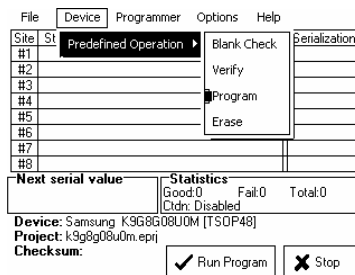 File Device Programmer Options Help
Site St Predefined Operation Blank Check Serialization
#1
#2 Verify
#3
#4 Program
#5
#6 Erase
#7
#8
Next serial value Statistics
Good:0 Fail:0 Total:0
Ctdn: Disabled
Device: Samsung K9G8G08U0M [TSOP48]
Project: k9g8g08u0m.eprj
Checksum:
Run Program Stop